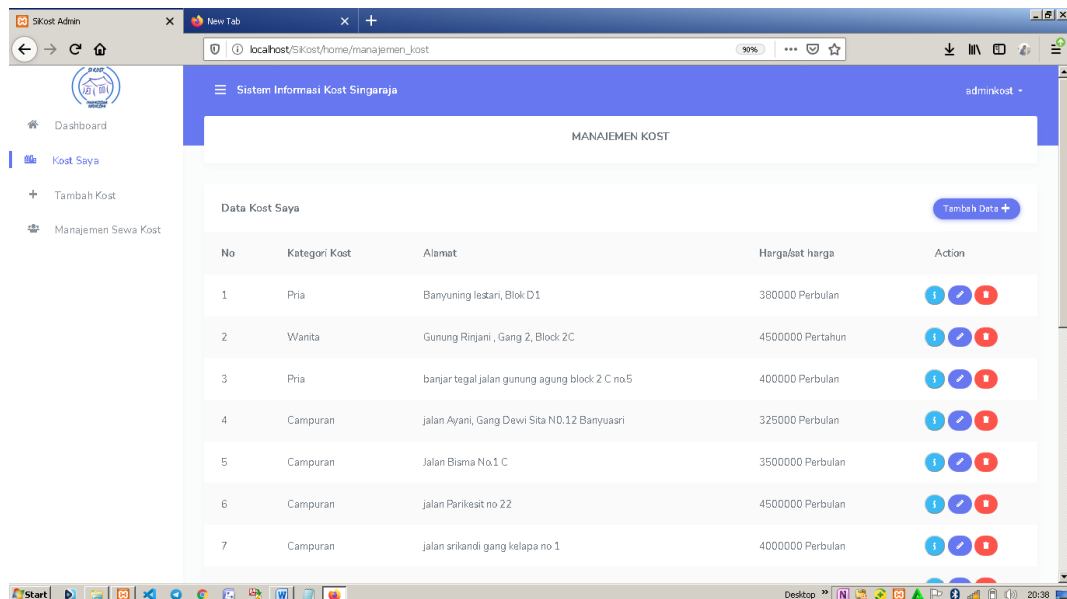 SiKost Admin
New Tab
localhost/SiKost/home/manajemen_kost
90%
Sistem Informasi Kost Singaraja
adminkost
Dashboard
Kost Saya
Tambah Kost
Manajemen Sewa Kost
MANAJEMEN KOST
Data Kost Saya
Tambah Data +
No Kategori Kost Alamat Harga/sat harga Action
1 Pria Banyuning lestari, Blok D1 380000 Perbulan
2 Wanita Gunung Rinjani , Gang 2, Block 2C 4500000 Pertahun
3 Pria banjar tegal jalan gunung agung block 2 C no.5 400000 Perbulan
4 Campuran jalan Ayani, Gang Dewi Sita N0.12 Banyuasri 325000 Perbulan
5 Campuran Jalan Bisma No.1 C 3500000 Perbulan
6 Campuran jalan Parikesit no 22 4500000 Perbulan
7 Campuran jalan srikandi gang kelapa no 1 4000000 Perbulan
Start
Desktop
20:38